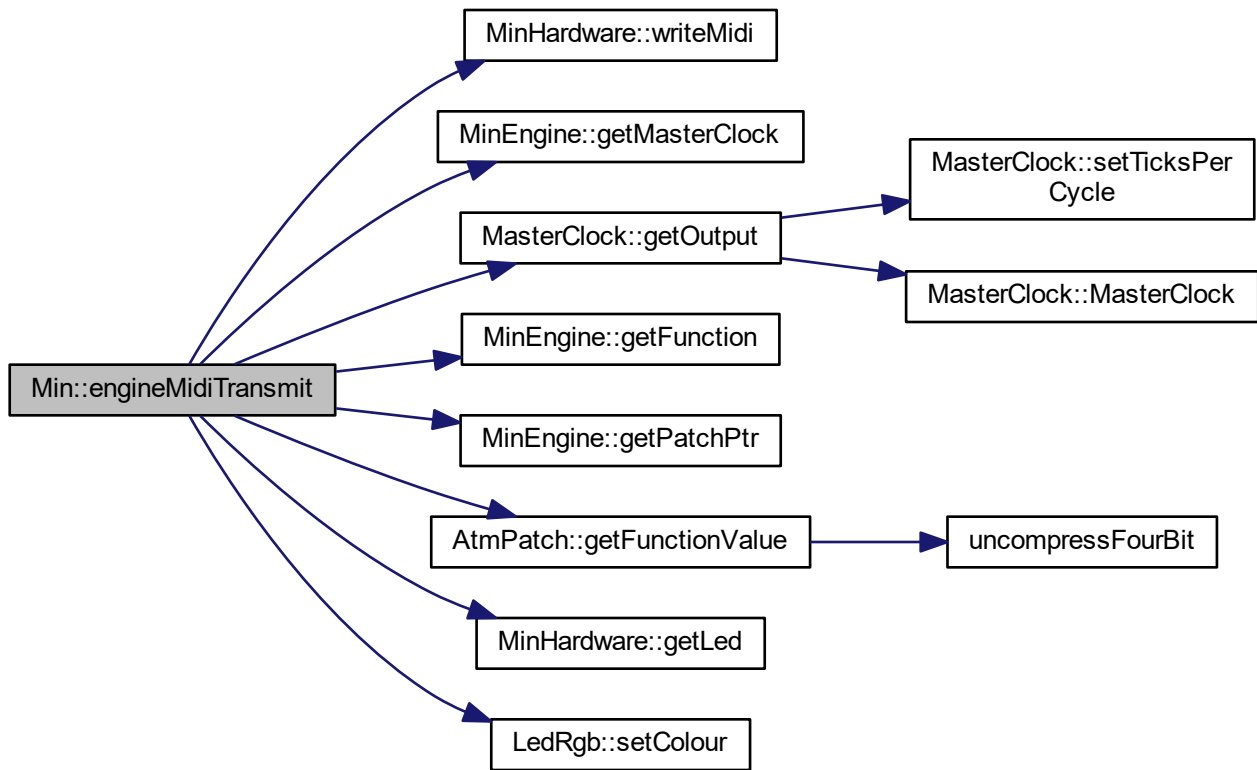 MinHardware::writeMidi
MinEngine::getMasterClock
MasterClock::setTicksPer
Cycle
MasterClock::getOutput
MasterClock::MasterClock
MinEngine::getFunction
Min::engineMidiTransmit
MinEngine::getPatchPtr
AtmPatch::getFunctionValue
uncompressFourBit
MinHardware::getLed
LedRgb::setColour